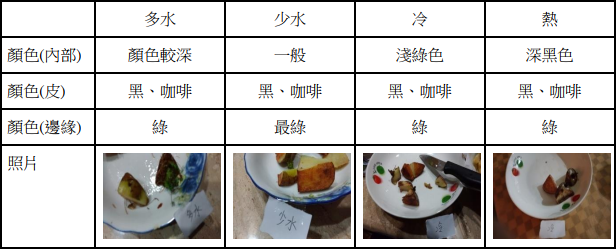 多水 少水 冷 熱
顏色(內部) 顏色較深 一般 淺綠色 深黑色
顏色(皮) 黑、咖啡 黑、咖啡 黑、咖啡 黑、咖啡
顏色(邊緣) 綠 最綠 綠 綠
照片
多水 少水